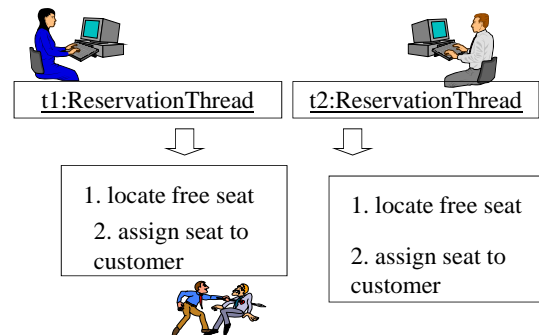 t1:ReservationThread
t2:ReservationThread
1. locate free seat
2. assign seat to
customer
1. locate free seat
2. assign seat to
customer